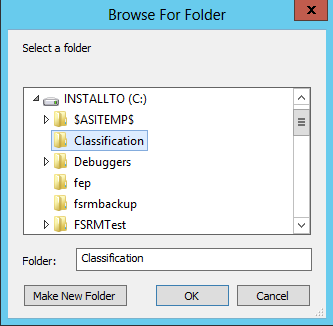 Browse For Folder
x
Select a folder
INSTALLTO (C:)
$ASITEMP$
Classification
Debuggers
fep
fsrmbackup
FSRMTest
Folder: Classification
Make New Folder OK Cancel